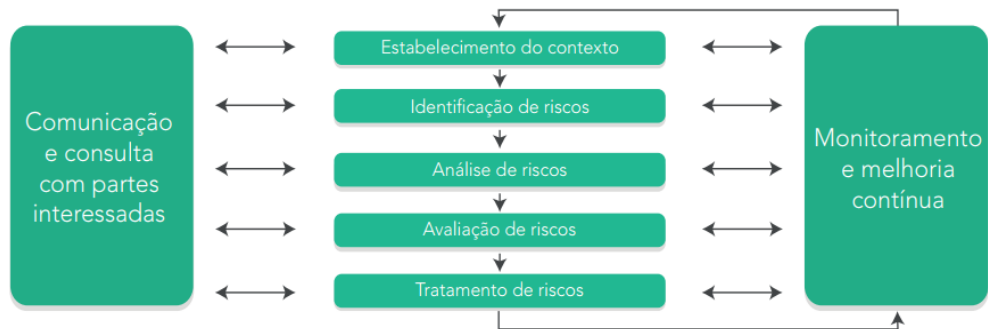 Comunicação
e consulta
com partes
interessadas
Estabelecimento do contexto
Identificação de riscos
Análise de riscos
Avaliação de riscos
Tratamento de riscos
Monitoramento
e melhoria
contínua